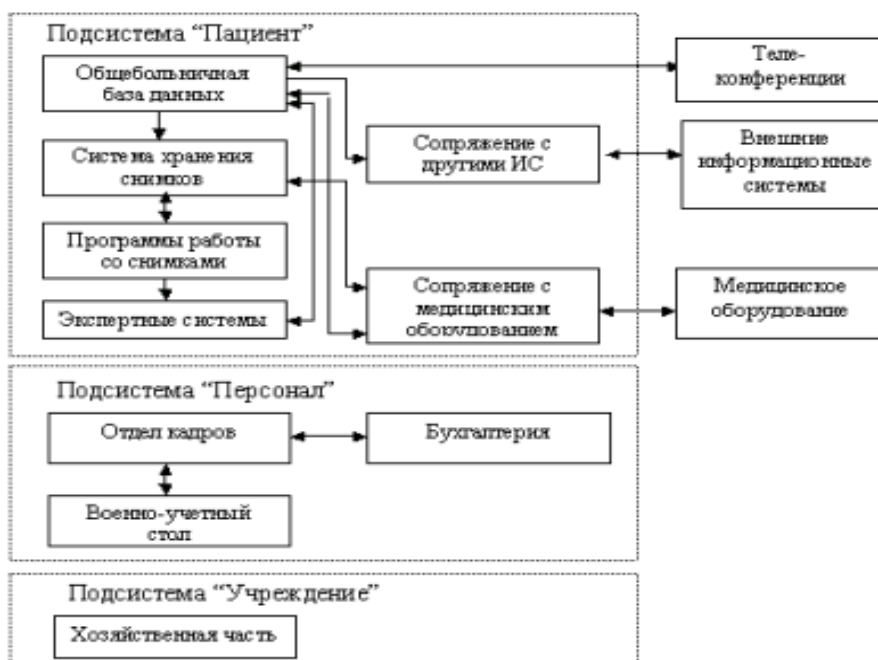 Подсистема “Пациент”
Общебольничная
база данных
Система хранения
снимков
Программы работы
со снимками
Экспертные системы
Сопряжение с
другими ИС
Сопряжение с
медицинским
оборудованием
Теле-
конференции
Внешние
информационные
системы
Медицинское
оборудование
Подсистема “Персонал”
Отдел кадров
Бухгалтерия
Военно-учетный
стол
Подсистема “Учреждение”
Хозяйственная часть